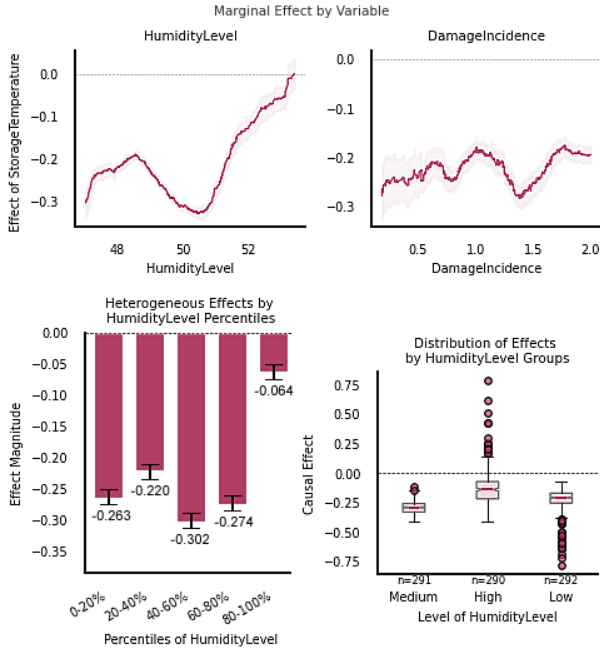 Marginal Effect by Variable
HumidityLevel
Effect of StorageTemperature
0.0
−0.1
−0.2
−0.3
48
50
52
HumidityLevel
DamageIncidence
0.0
−0.1
−0.2
−0.3
0.5
1.0
1.5
2.0
DamageIncidence
Heterogeneous Effects by
HumidityLevel Percentiles
Effect Magnitude
0.00
−0.05
−0.10
−0.15
−0.20
−0.25
−0.30
−0.35
-0.263
-0.220
-0.302
-0.274
-0.064
0-20%
20-40%
40-60%
60-80%
80-100%
Percentiles of HumidityLevel
Distribution of Effects
by HumidityLevel Groups
Causal Effect
0.75
0.50
0.25
0.00
−0.25
−0.50
−0.75
n=291
n=290
n=292
Medium
High
Low
Level of HumidityLevel